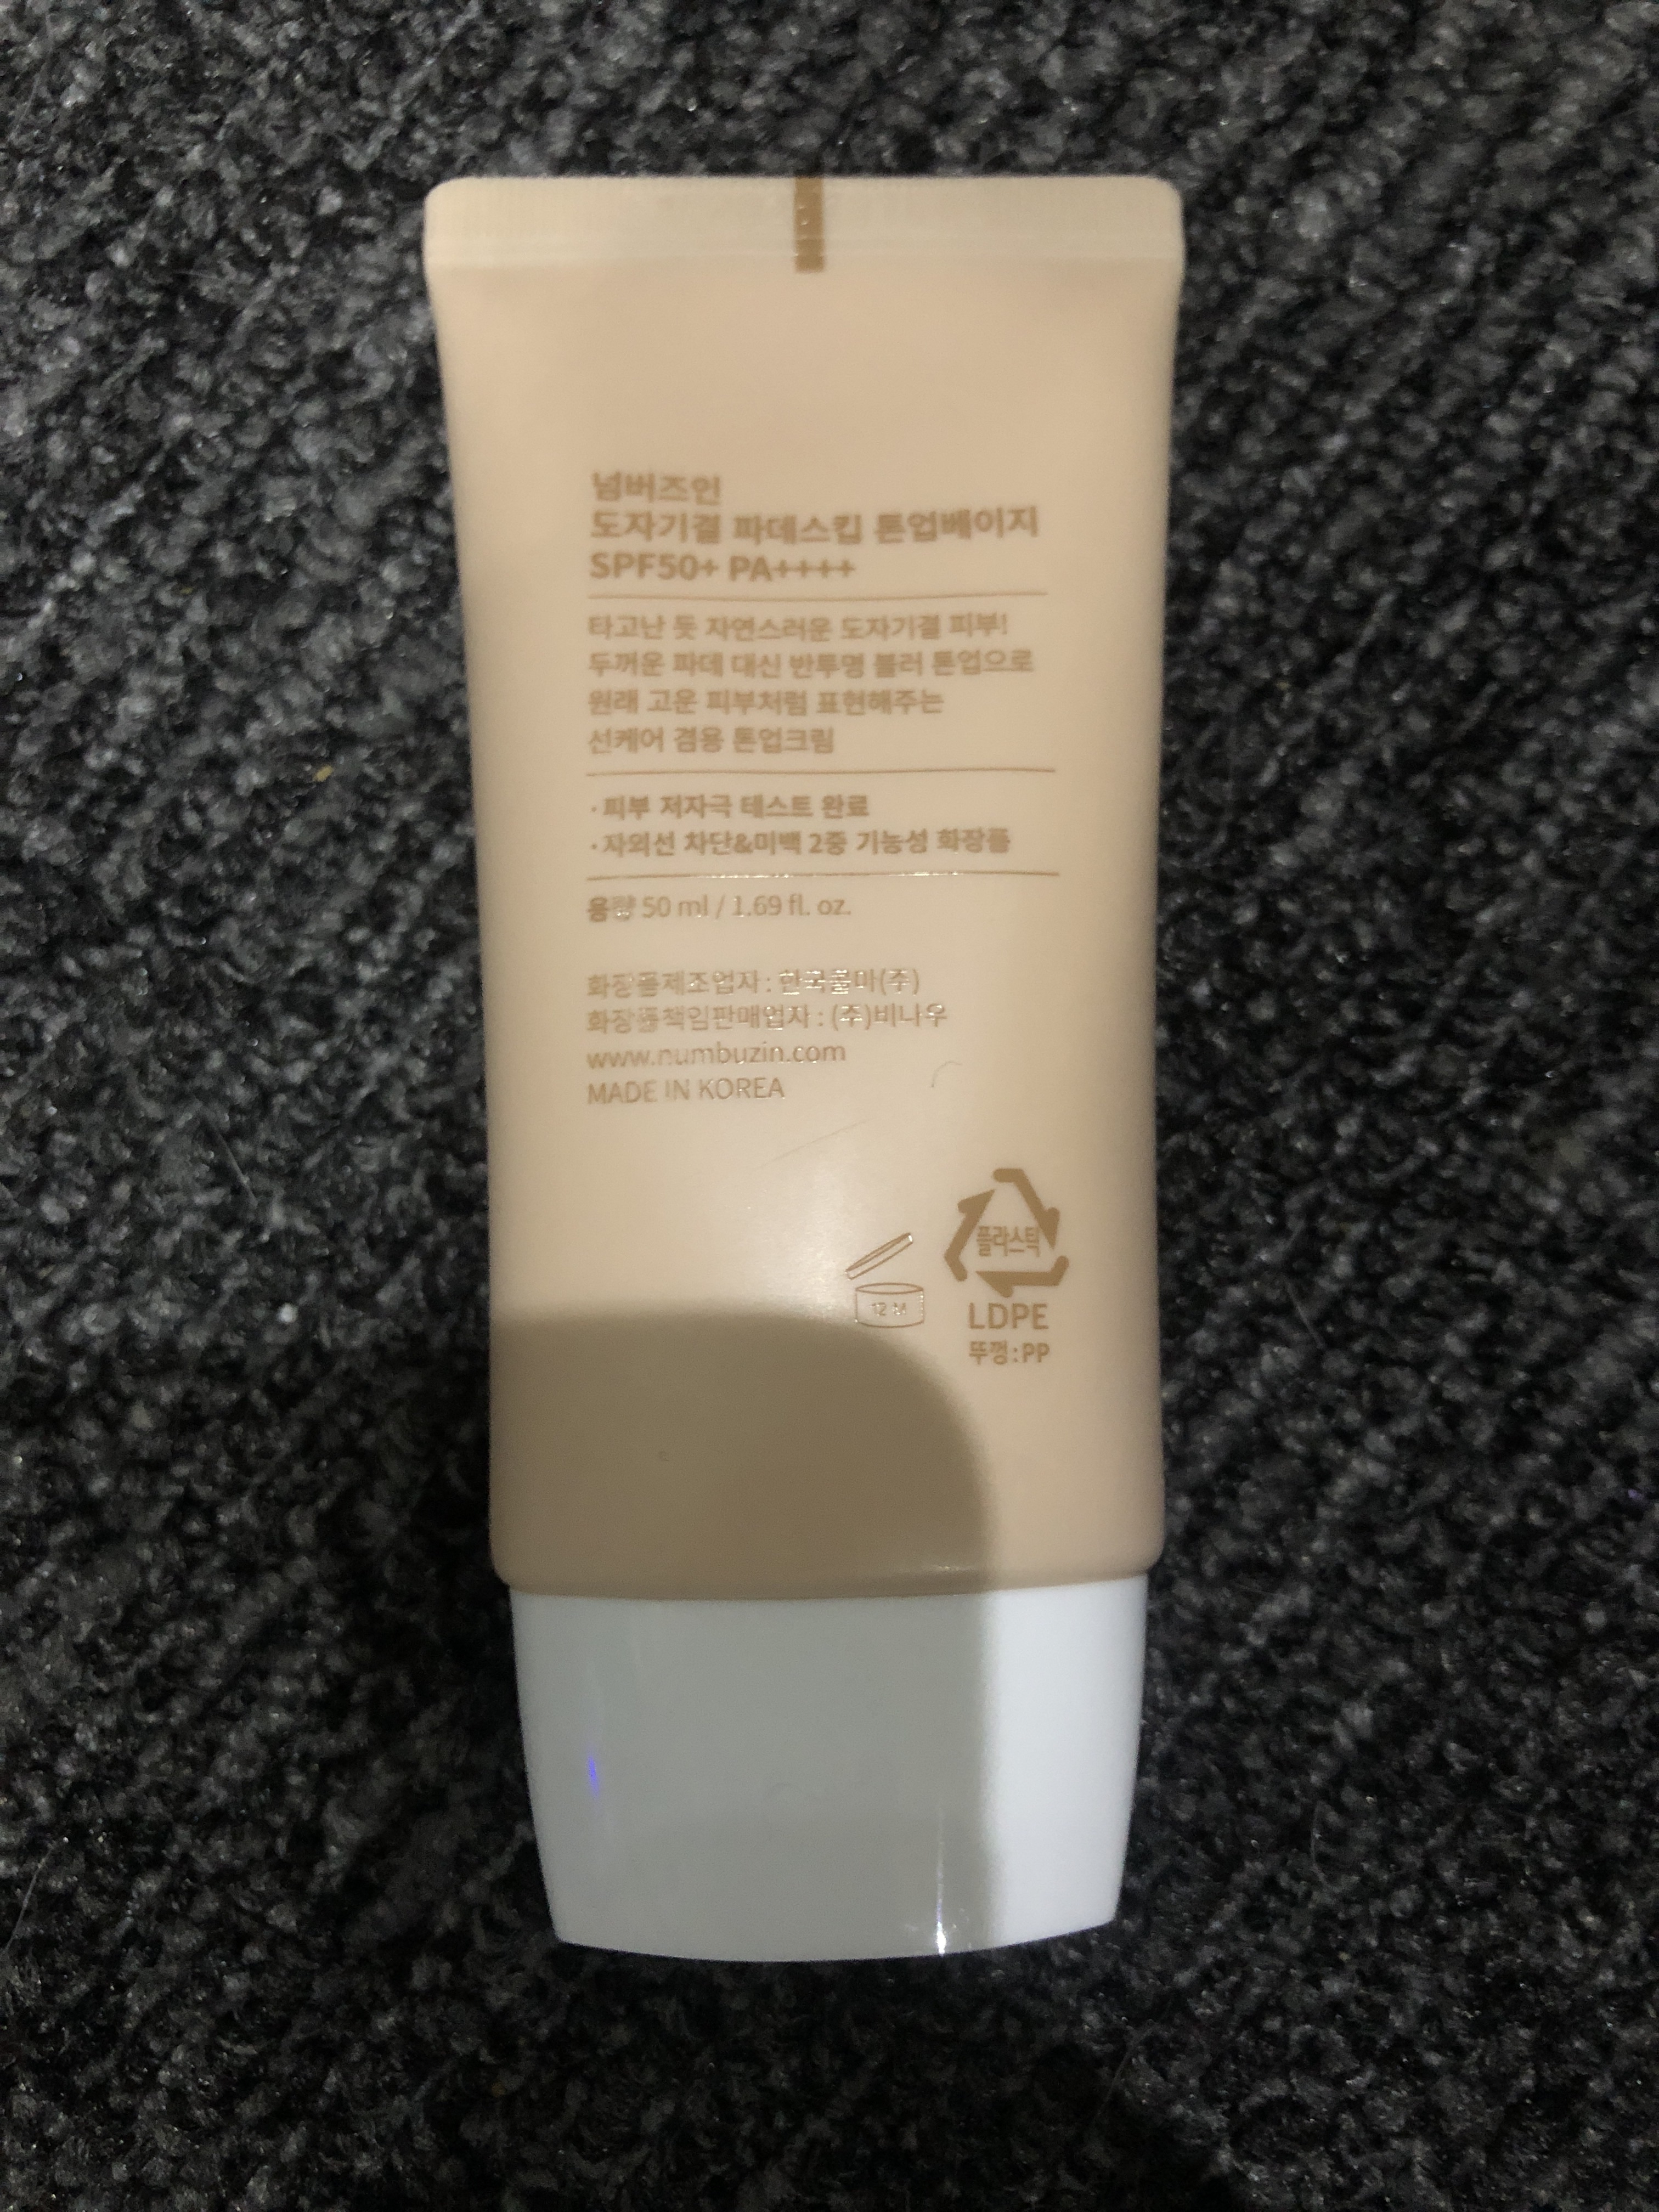 넘버즈인
도자기결 파데스킵 톤업베이지
SPF50+ PA++++
타고난 듯 자연스러운 도자기결 피부!
두꺼운 파데 대신 반투명 블러 톤업으로
원래 고운 피부처럼 표현해주는
선케어 겸용 톤업크림
·피부 저자극 테스트 완료
·자외선 차단&미백 2중 기능성 화장품
용량 50 ml / 1.69 fl. oz.
화장품제조업자 : 한국콜마(주)
화장품책임판매업자 : (주)비나우
www.numbuzin.com
MADE IN KOREA
플라스틱
12 M
LDPE
뚜껑:PP